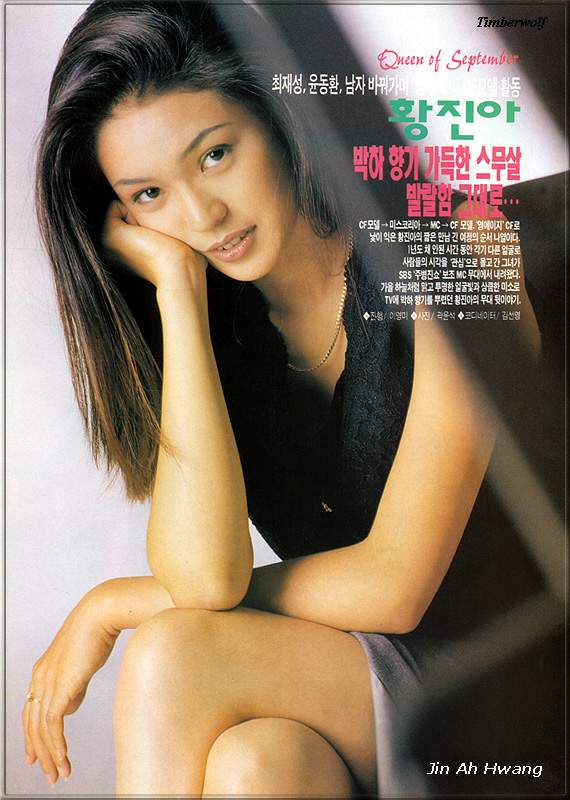 Timberwolf
Queen of September
최재성, 윤동환, 남자 바꿔가며 CF모델 활동
황진아
박하 향기 가득한 스무살
발랄함 그대로…
CF모델 → 미스코리아 → MC → CF 모델. '영에이지' CF로
낯이 익은 황진아의 풀은 만남 긴 여정의 순서 나열이다.
1년도 채 안된 시간 동안 각기 다른 얼굴로
사람들의 시각을 '관심'으로 몰고 간 그녀가
SBS '주병진쇼' 보조 MC 무대에서 내려왔다.
가을 하늘처럼 맑고 투명한 얼굴빛과 상큼한 미소로
TV에 박하 향기를 뿌렸던 황진아의 무대 뒷이야기.
◆진행/이영미 ◆사진/곽윤석 ◆코디네이터/김선영
Jin Ah Hwang